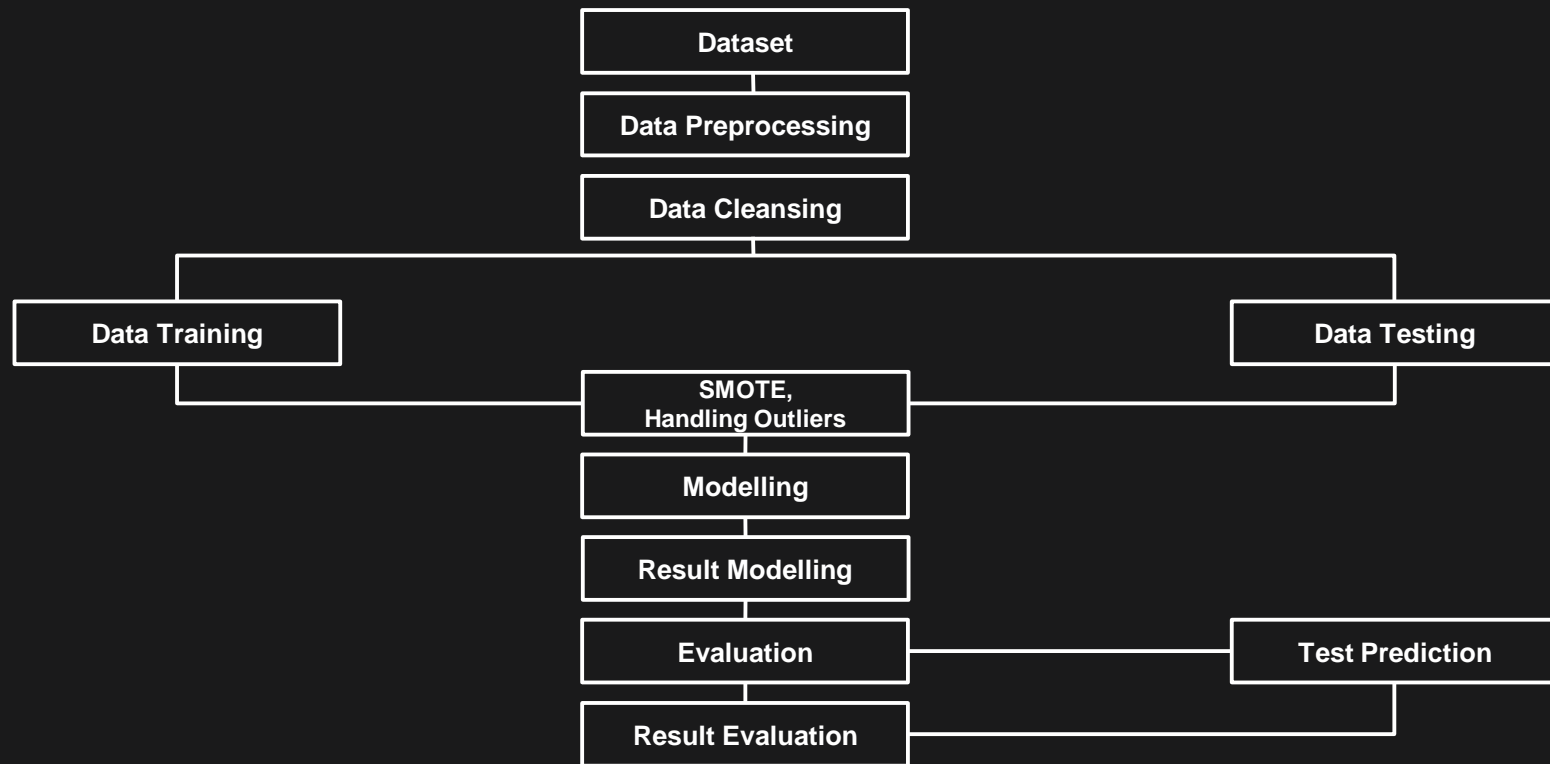 Dataset
Data Preprocessing
Data Cleansing
Data Training
Data Testing
SMOTE,
Handling Outliers
Modelling
Result Modelling
Evaluation
Test Prediction
Result Evaluation